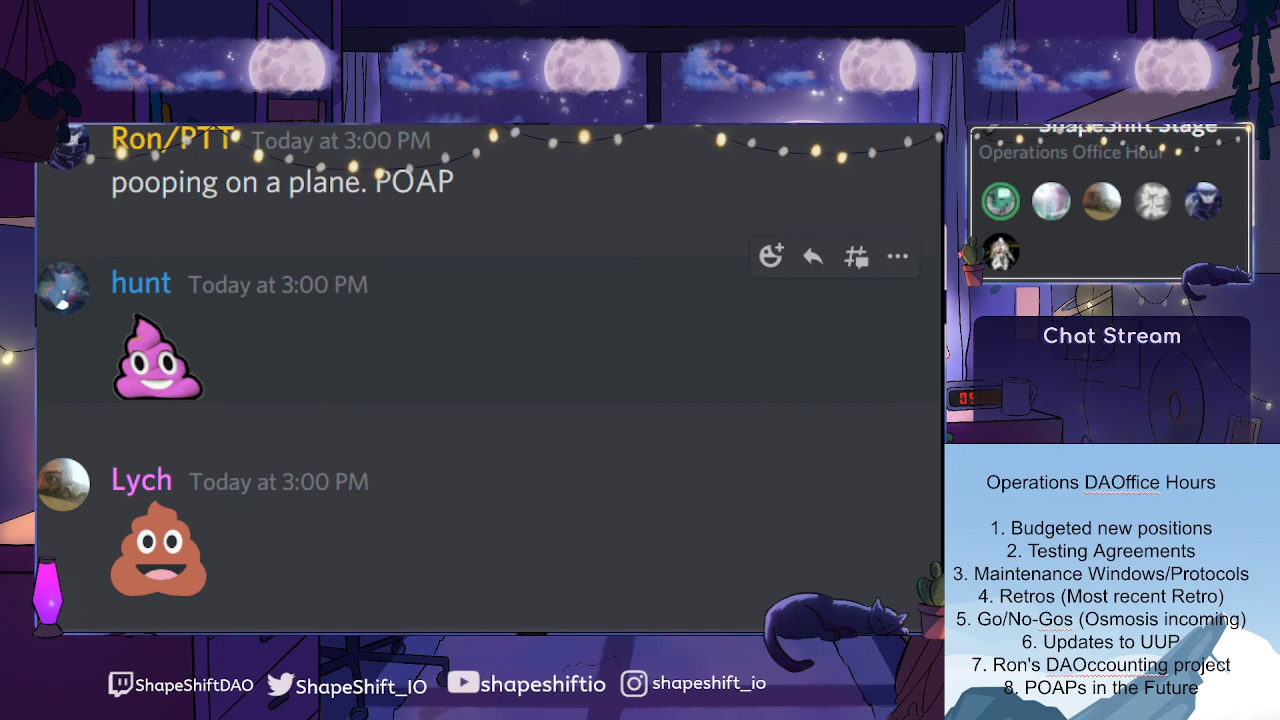 Ron/PTT Today at 3:00 PM
pooping on a plane. POAP
hunt Today at 3:00 PM
Lych Today at 3:00 PM
ShapeShift Stage
Operations Office Hour
Chat Stream
Operations DAOffice Hours
1. Budgeted new positions
2. Testing Agreements
3. Maintenance Windows/Protocols
4. Retros (Most recent Retro)
5. Go/No-Gos (Osmosis incoming)
6. Updates to UUP
7. Ron's DAOccounting project
8. POAPs in the Future
ShapeShiftDAO ShapeShift_IO shapeshiftio shapeshift_io